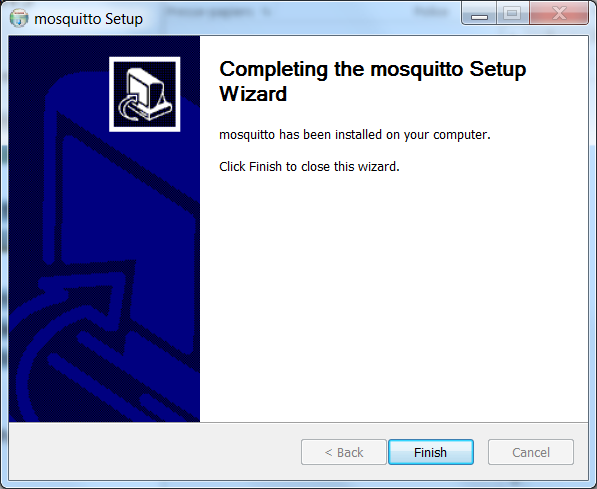 mosquitto Setup
Completing the mosquitto Setup
Wizard
mosquitto has been installed on your computer.
Click Finish to close this wizard.
< Back
Finish
Cancel